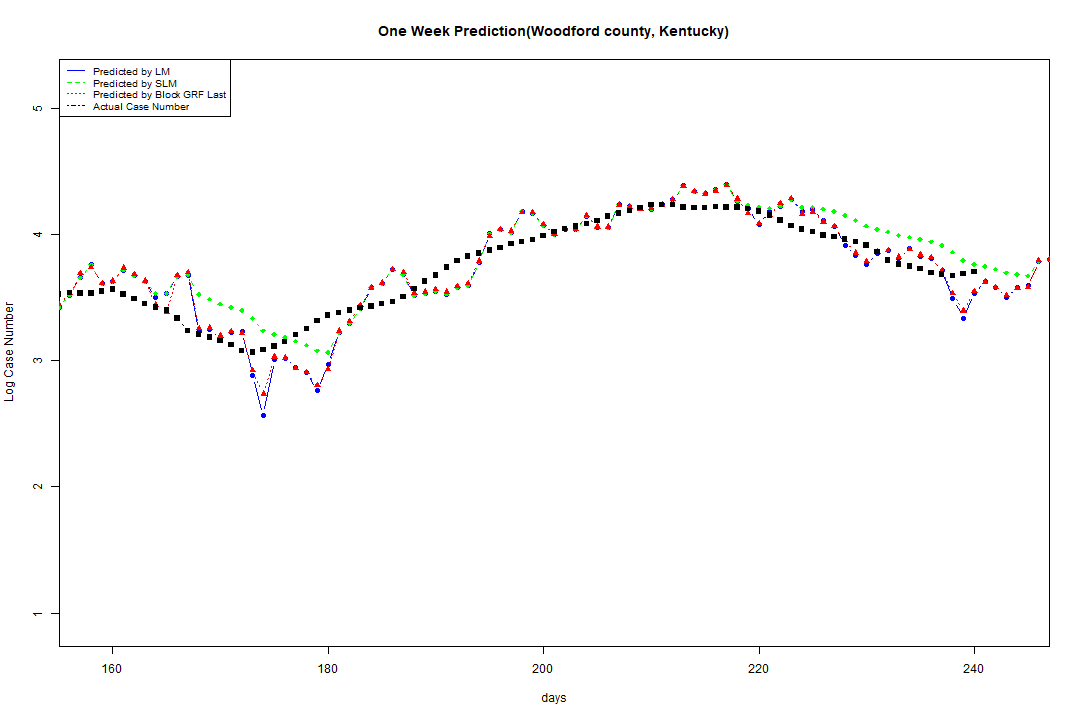 One Week Prediction(Woodford county, Kentucky)
Predicted by LM
Predicted by SLM
Predicted by Block GRF Last
Actual Case Number
5
4
3
2
1
Log Case Number
160 180 200 220 240
days